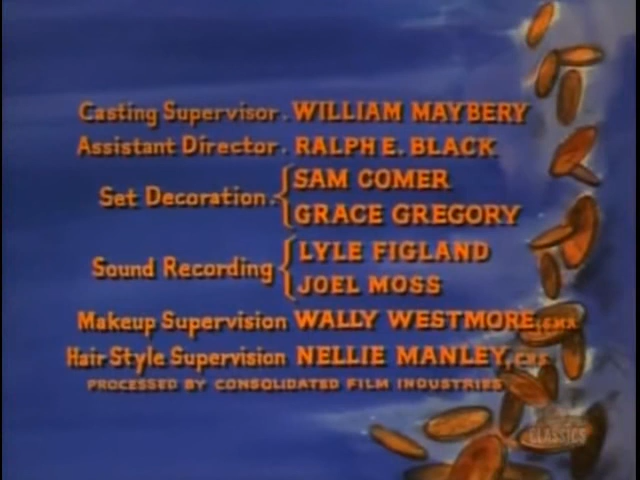 Casting Supervisor. WILLIAM MAYBERY
Assistant Director. RALPH E. BLACK
Set Decoration. SAM COMER
GRACE GREGORY
Sound Recording LYLE FIGLAND
JOEL MOSS
Makeup Supervision WALLY WESTMORE,
Hair Style Supervision NELLIE MANLEY,
PROCESSED BY CONSOLIDATED FILM INDUSTRIES
CLASSICS